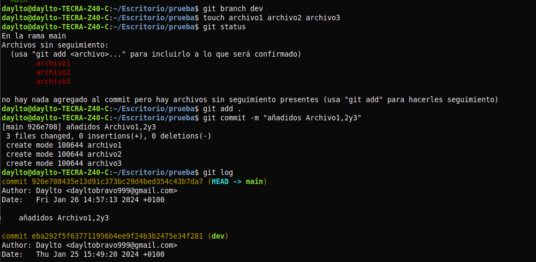 daylto@daylto-TECRA-Z40-C:~/Escritorio/prueba$ git branch dev
daylto@daylto-TECRA-Z40-C:~/Escritorio/prueba$ touch archivo1 archivo2 archivo3
daylto@daylto-TECRA-Z40-C:~/Escritorio/prueba$ git status
En la rama main
Archivos sin seguimiento:
(usa "git add <archivo>..." para incluirlo a lo que será confirmado)
archivo1
archivo2
archivo3
no hay nada agregado al commit pero hay archivos sin seguimiento presentes (usa "git add" para hacerles seguimiento)
daylto@daylto-TECRA-Z40-C:~/Escritorio/prueba$ git add .
daylto@daylto-TECRA-Z40-C:~/Escritorio/prueba$ git commit -m "añadidos Archivo1,2y3"
[main 926e708] añadidos Archivo1,2y3
3 files changed, 0 insertions(+), 0 deletions(-)
create mode 100644 archivo1
create mode 100644 archivo2
create mode 100644 archivo3
daylto@daylto-TECRA-Z40-C:~/Escritorio/prueba$ git log
commit 926e708435e13d91c373bc29d4bed354c43b7da7 (HEAD -> main)
Author: Daylto <dayltobravo999@gmail.com>
Date: Fri Jan 26 14:57:13 2024 +0100
añadidos Archivo1,2y3
commit eba292f5f637711956b4ee9f24b3b2475e34f281 (dev)
Author: Daylto <dayltobravo999@gmail.com>
Date: Thu Jan 25 15:49:20 2024 +0100